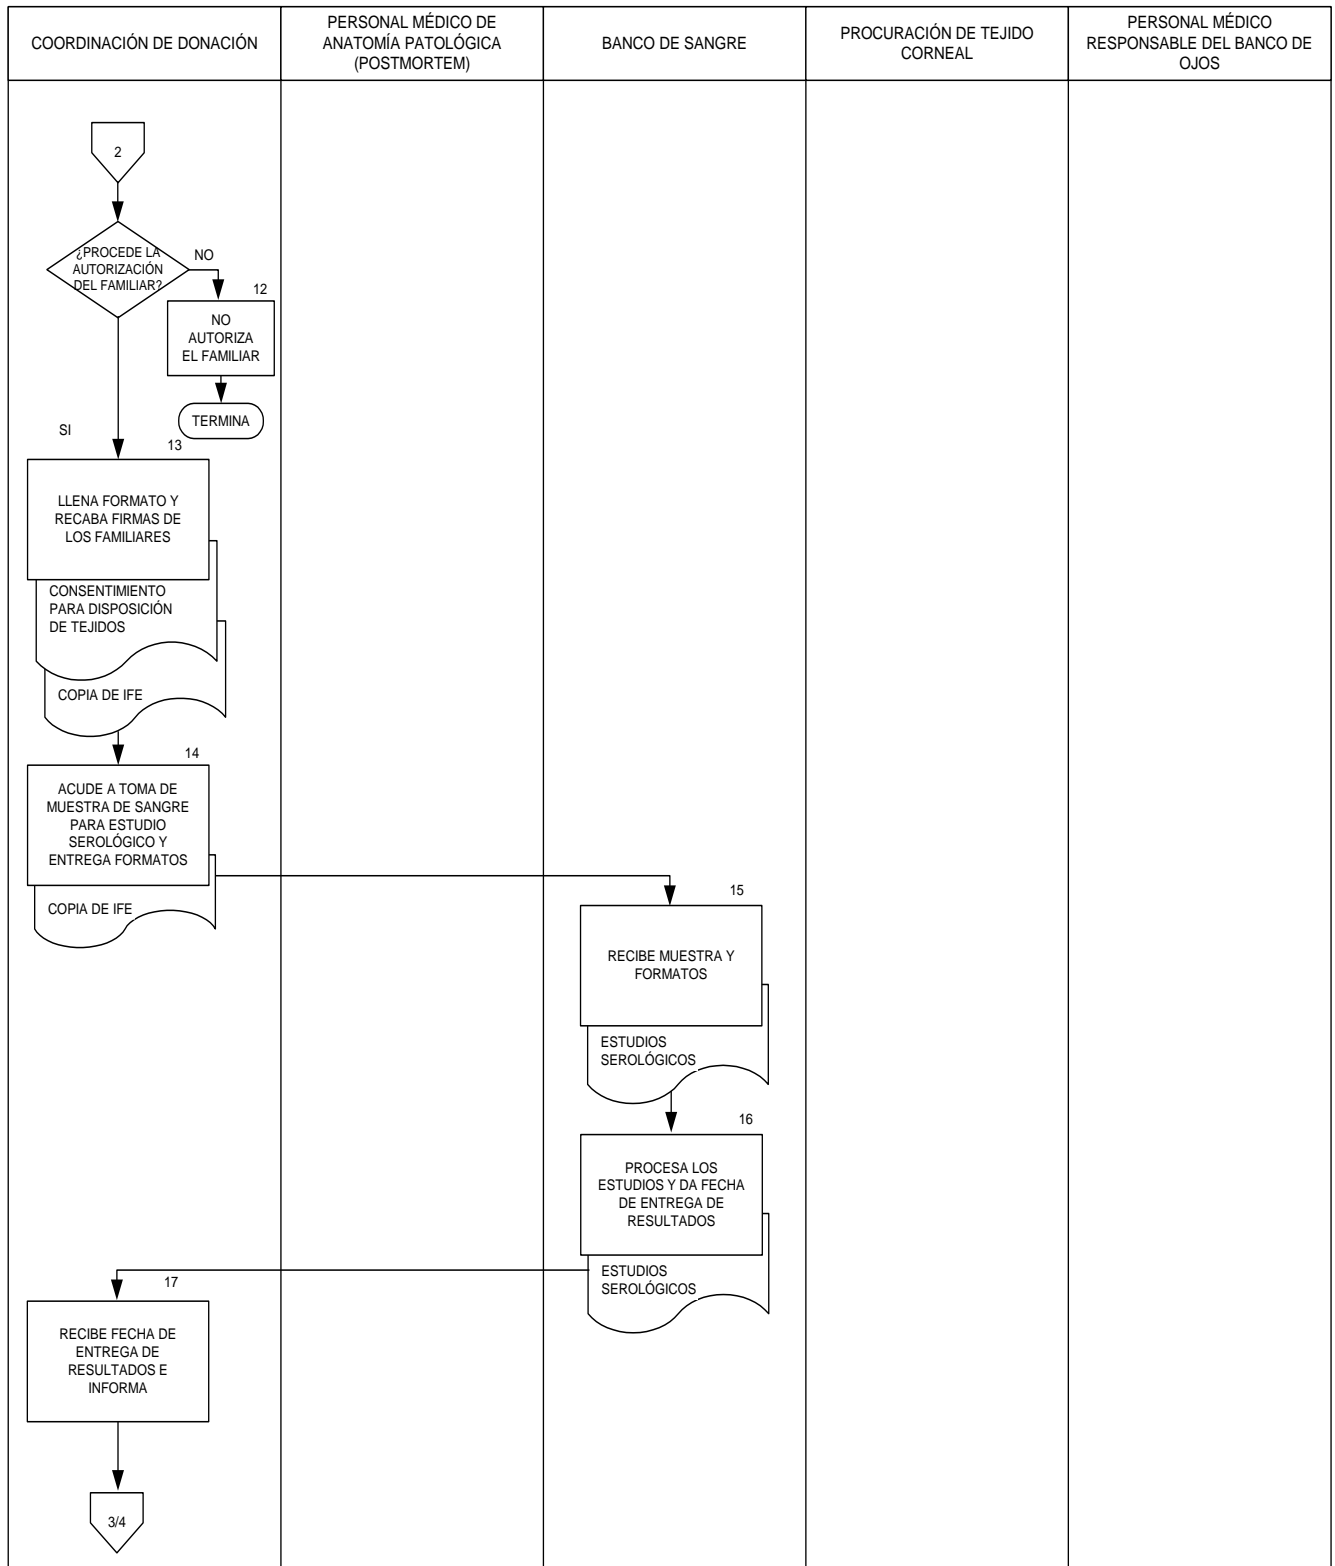 COORDINACIÓN DE DONACIÓN
PERSONAL MÉDICO DE
ANATOMÍA PATOLÓGICA
(POSTMORTEM)
BANCO DE SANGRE
PROCURACIÓN DE TEJIDO
CORNEAL
PERSONAL MÉDICO
RESPONSABLE DEL BANCO DE
OJOS
2
¿PROCEDE LA
AUTORIZACIÓN
DEL FAMILIAR?
NO
12
NO
AUTORIZA
EL FAMILIAR
TERMINA
SI
13
LLENA FORMATO Y
RECABA FIRMAS DE
LOS FAMILIARES
CONSENTIMIENTO
PARA DISPOSICIÓN
DE TEJIDOS
COPIA DE IFE
14
ACUDE A TOMA DE
MUESTRA DE SANGRE
PARA ESTUDIO
SEROLÓGICO Y
ENTREGA FORMATOS
COPIA DE IFE
15
RECIBE MUESTRA Y
FORMATOS
ESTUDIOS
SEROLÓGICOS
16
PROCESA LOS
ESTUDIOS Y DA FECHA
DE ENTREGA DE
RESULTADOS
ESTUDIOS
SEROLÓGICOS
17
RECIBE FECHA DE
ENTREGA DE
RESULTADOS E
INFORMA
3/4